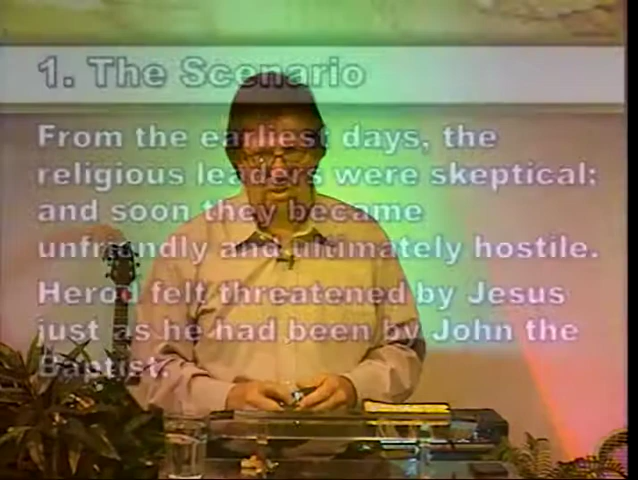 1. The Scenario
From the earliest days, the
religious leaders were skeptical;
and soon they became
unfriendly and ultimately hostile.
Herod felt threatened by Jesus
just as he had been by John the
Baptist.